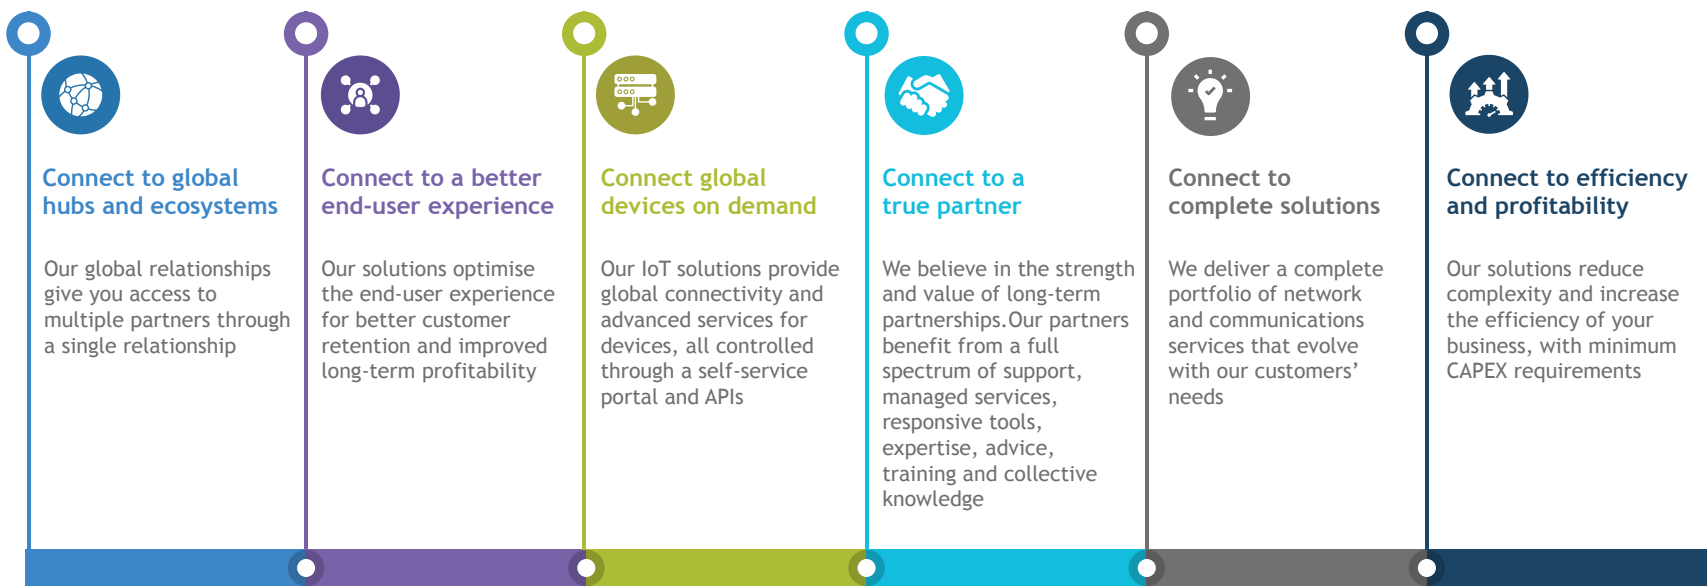 Connect to global
hubs and ecosystems
Our global relationships
give you access to
multiple partners through
a single relationship
Connect to a better
end-user experience
Our solutions optimise
the end-user experience
for better customer
retention and improved
long-term profitability
Connect global
devices on demand
Our IoT solutions provide
global connectivity and
advanced services for
devices, all controlled
through a self-service
portal and APIs
Connect to a
true partner
We believe in the strength
and value of long-term
partnerships.Our partners
benefit from a full
spectrum of support,
managed services,
responsive tools,
expertise, advice,
training and collective
knowledge
Connect to
complete solutions
We deliver a complete
portfolio of network
and communications
services that evolve
with our customers’
needs
Connect to efficiency
and profitability
Our solutions reduce
complexity and increase
the efficiency of your
business, with minimum
CAPEX requirements